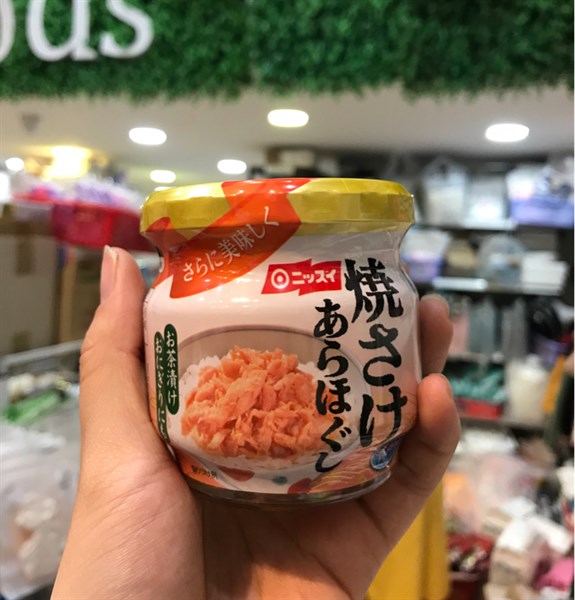 ods
さらに美味しく
ニッスイ
焼さけ
あらほぐし
お茶漬け
おにぎりに